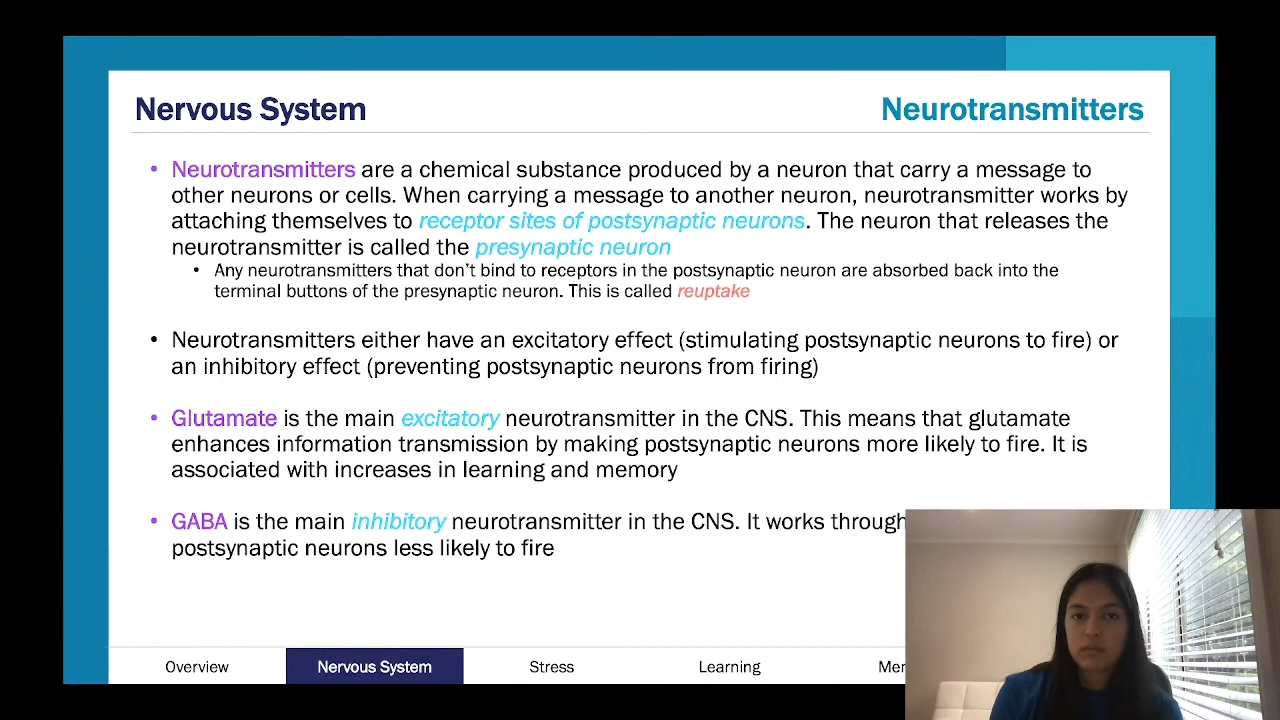 Nervous System
Neurotransmitters
• Neurotransmitters are a chemical substance produced by a neuron that carry a message to
other neurons or cells. When carrying a message to another neuron, neurotransmitter works by
attaching themselves to receptor sites of postsynaptic neurons. The neuron that releases the
neurotransmitter is called the presynaptic neuron
• Any neurotransmitters that don't bind to receptors in the postsynaptic neuron are absorbed back into the
terminal buttons of the presynaptic neuron. This is called reuptake
• Neurotransmitters either have an excitatory effect (stimulating postsynaptic neurons to fire) or
an inhibitory effect (preventing postsynaptic neurons from firing)
• Glutamate is the main excitatory neurotransmitter in the CNS. This means that glutamate
enhances information transmission by making postsynaptic neurons more likely to fire. It is
associated with increases in learning and memory
• GABA is the main inhibitory neurotransmitter in the CNS. It works through
postsynaptic neurons less likely to fire
Overview
Nervous System
Stress
Learning